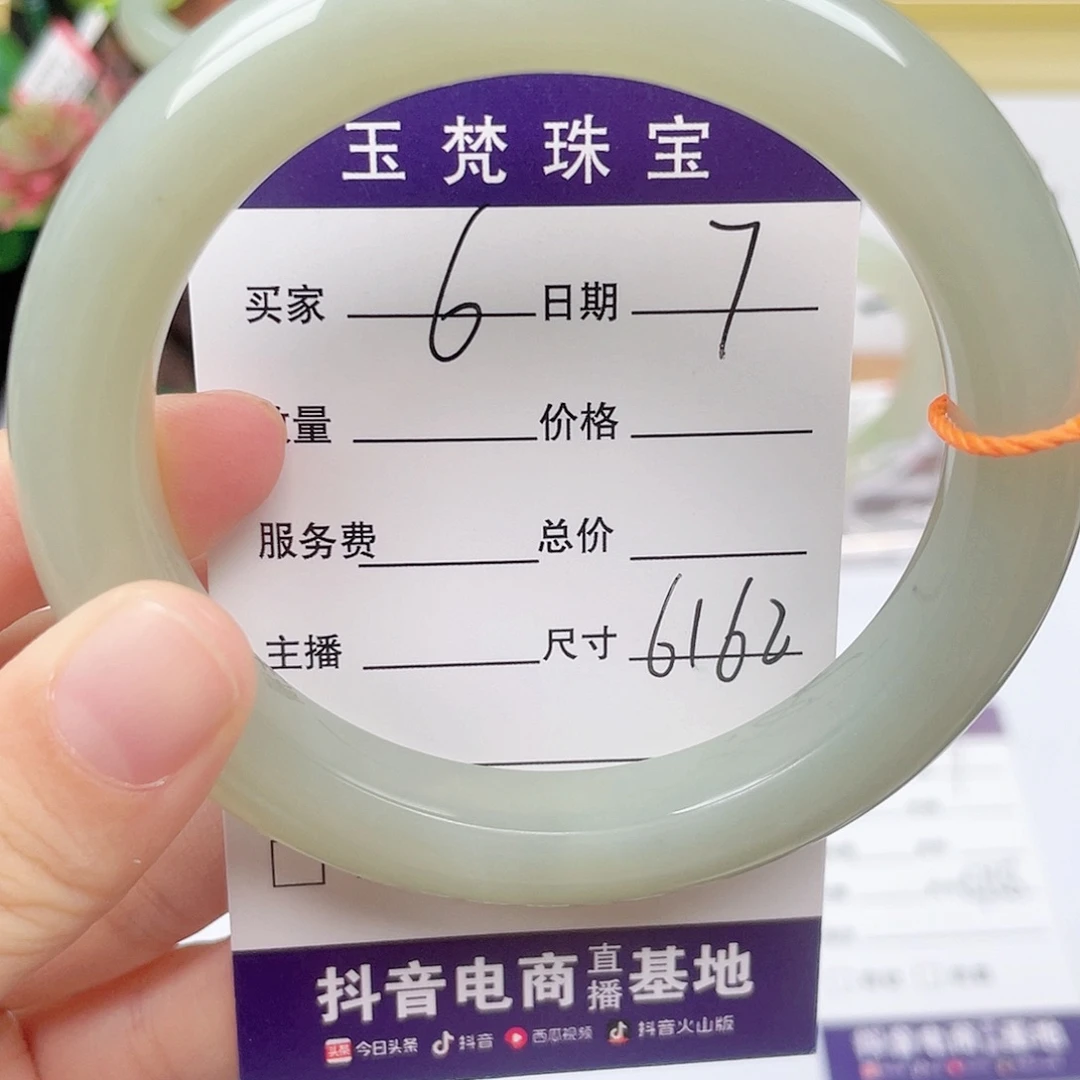 玉梵珠宝
买家 6 日期 7
量 价格
服务费 总价
主播 尺寸 6162
抖音电商直播基地
头条 今日头条 抖音 西瓜视频 抖音火山版